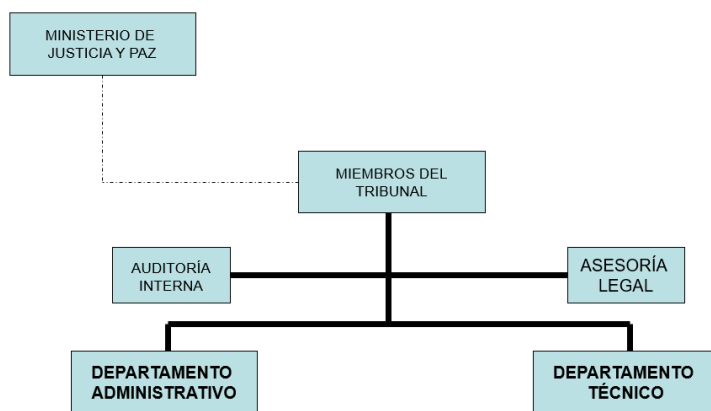 MINISTERIO DE
JUSTICIA Y PAZ
MIEMBROS DEL
TRIBUNAL
AUDITORÍA
INTERNA
ASESORÍA
LEGAL
DEPARTAMENTO
ADMINISTRATIVO
DEPARTAMENTO
TÉCNICO